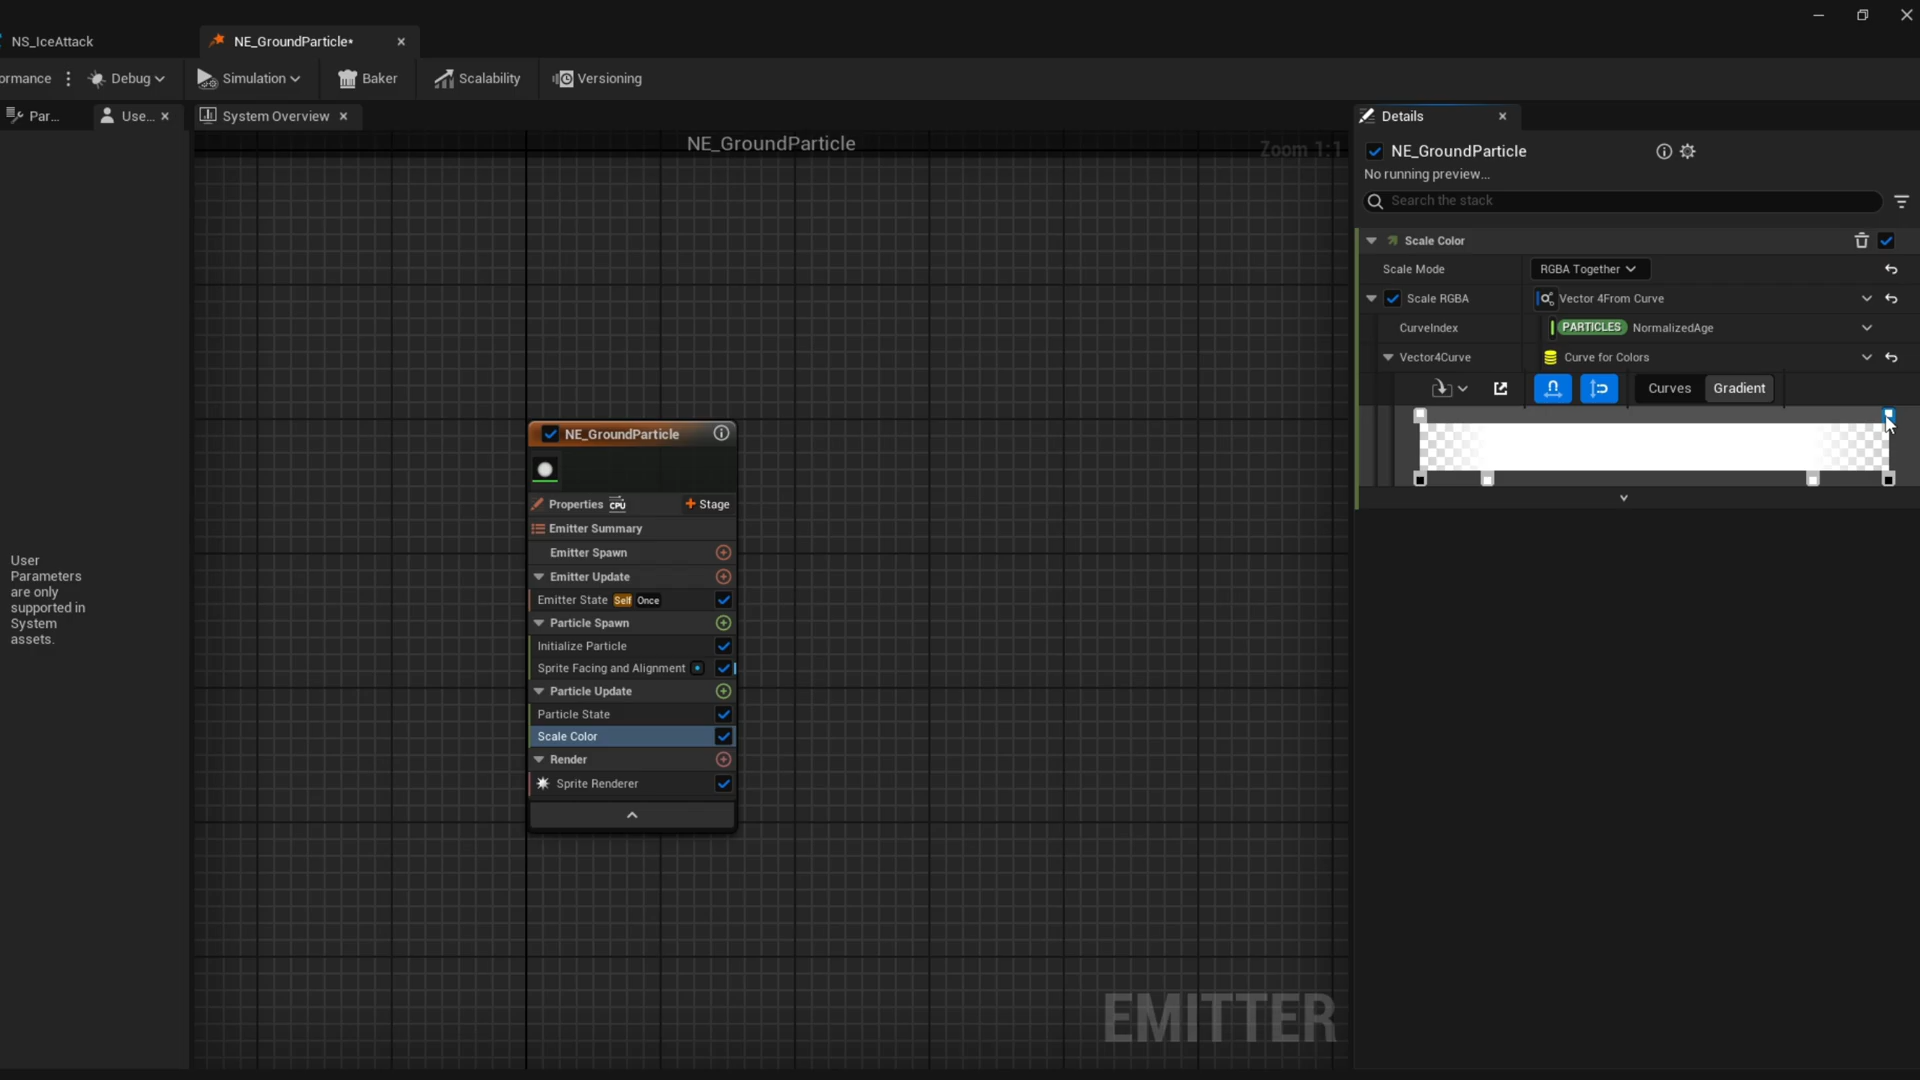 NS_IceAttack
NE_GroundParticle*
ormance
Debug
Simulation
Baker
Scalability
Versioning
Par...
Use...
System Overview
Details
NE_GroundParticle
Zoom 1:1
NE_GroundParticle
No running preview...
Search the stack
Scale Color
Scale Mode
RGBA Together
Scale RGBA
Vector 4From Curve
CurveIndex
PARTICLES NormalizedAge
Vector4Curve
Curve for Colors
Curves
Gradient
NE_GroundParticle
Properties CPU
Stage
Emitter Summary
Emitter Spawn
Emitter Update
Emitter State Self Once
Particle Spawn
Initialize Particle
Sprite Facing and Alignment
Particle Update
Particle State
Scale Color
Render
Sprite Renderer
User
Parameters
are only
supported in
System
assets.
EMITTER